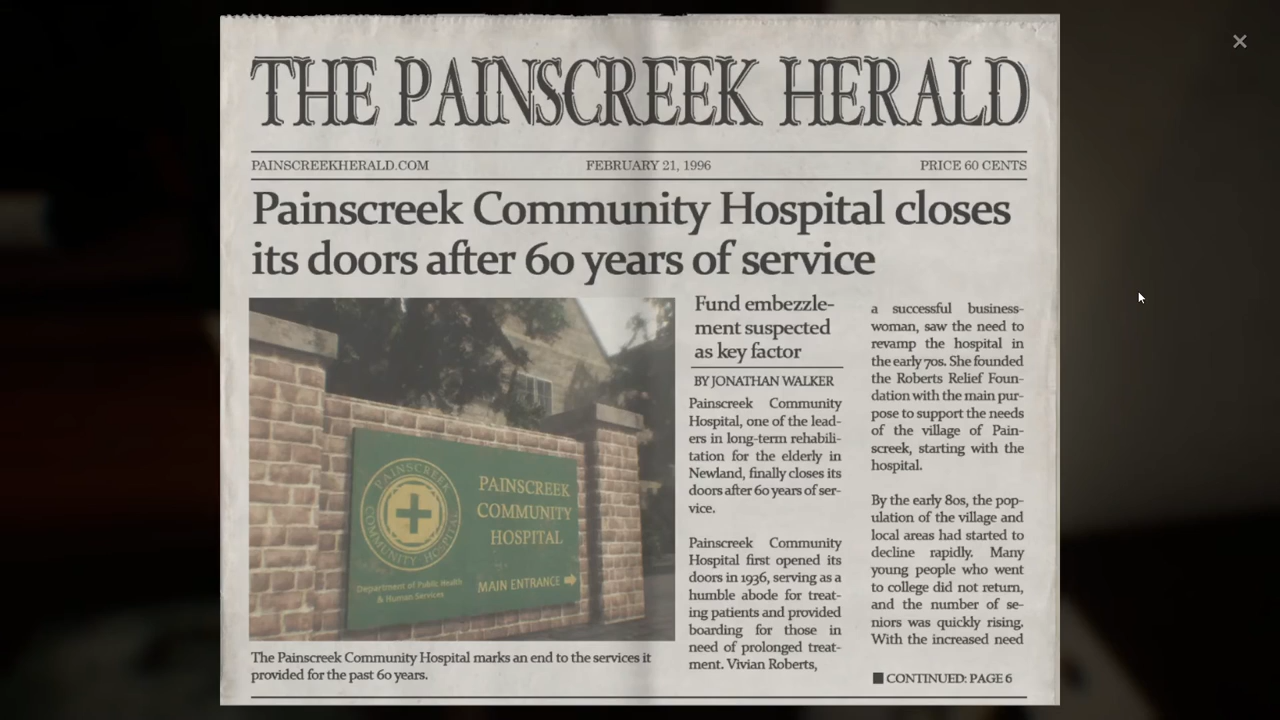 THE PAINSCREEK HERALD
PAINSCREEKHERALD.COM
FEBRUARY 21, 1996
PRICE 60 CENTS
Painscreek Community Hospital closes
its doors after 60 years of service
PAINSCREEK
COMMUNITY HOSPITAL
PAINSCREEK
COMMUNITY
HOSPITAL
Department of Public Health
& Human Services
MAIN ENTRANCE
The Painscreek Community Hospital marks an end to the services it
provided for the past 60 years.
Fund embezzle-
ment suspected
as key factor
BY JONATHAN WALKER
Painscreek Community
Hospital, one of the lead-
ers in long-term rehabili-
tation for the elderly in
Newland, finally closes its
doors after 60 years of ser-
vice.
Painscreek Community
Hospital first opened its
doors in 1936, serving as a
humble abode for treat-
ing patients and provided
boarding for those in
need of prolonged treat-
ment. Vivian Roberts,
a successful business-
woman, saw the need to
revamp the hospital in
the early 70s. She founded
the Roberts Relief Foun-
dation with the main pur-
pose to support the needs
of the village of Pain-
screek, starting with the
hospital.
By the early 80s, the pop-
ulation of the village and
local areas had started to
decline rapidly. Many
young people who went
to college did not return,
and the number of se-
niors was quickly rising.
With the increased need
CONTINUED: PAGE 6